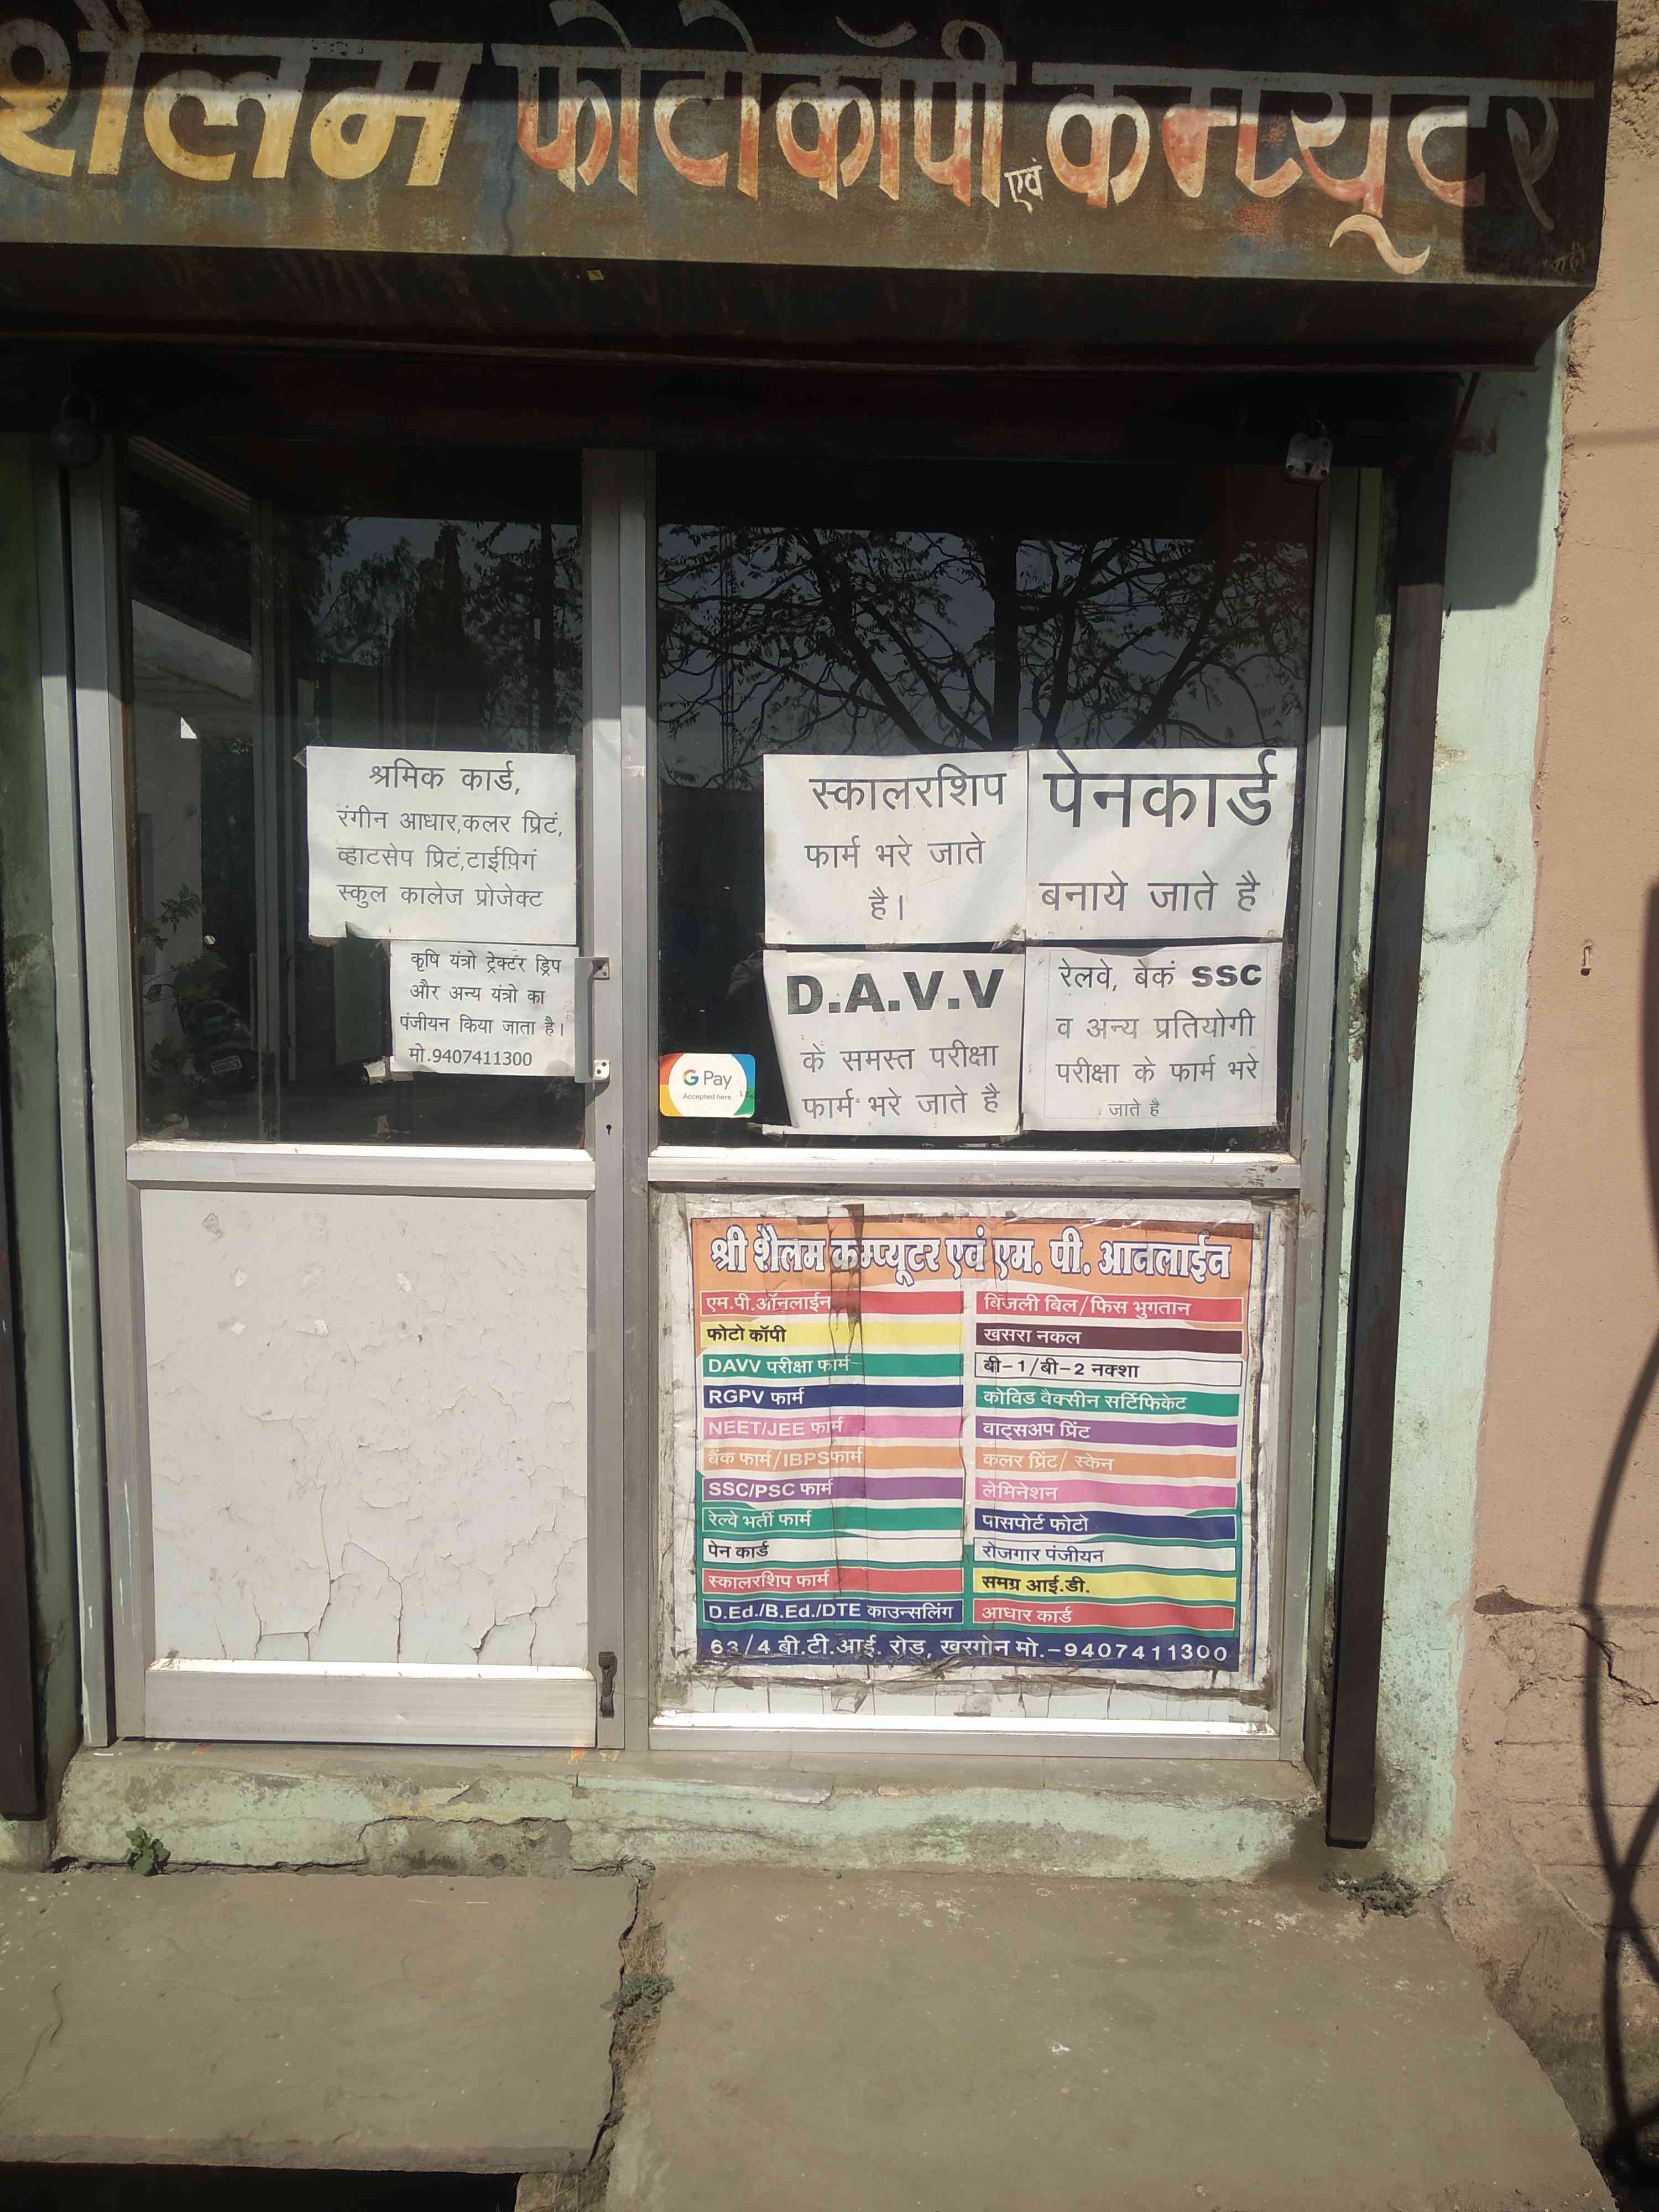 शैलम फोटोकॉपी एवं कम्प्यूटर
श्रमिक कार्ड,
रंगीन आधार,कलर प्रिटं,
व्हाटसेप प्रिटं,टाईपिगं
स्कुल कालेज प्रोजेक्ट
कृषि यंत्रो ट्रेक्टर ड्रिप
और अन्य यंत्रो का
पंजीयन किया जाता है।
मो.9407411300
स्कालरशिप
फार्म भरे जाते
है।
पेनकार्ड
बनाये जाते है
D.A.V.V
के समस्त परीक्षा
फार्म भरे जाते है
रेलवे, बेकं SSC
व अन्य प्रतियोगी
परीक्षा के फार्म भरे
जाते है
G Pay
Accepted here
श्री शैलम कम्प्यूटर एवं एम. पी. आनलाईन
एम.पी.ऑनलाईन
फोटो कॉपी
DAVV परीक्षा फार्म
RGPV फार्म
NEET/JEE फार्म
बैंक फार्म/IBPSफार्म
SSC/PSC फार्म
रेल्वे भर्ती फार्म
पेन कार्ड
स्कालरशिप फार्म
D.Ed./B.Ed./DTE काउन्सलिंग
बिजली बिल/फिस भुगतान
खसरा नकल
बी-1/बी-2 नक्शा
कोविड वैक्सीन सर्टिफिकेट
वाट्सअप प्रिंट
कलर प्रिंट/ स्केन
लेमिनेशन
पासपोर्ट फोटो
रोजगार पंजीयन
समग्र आई.डी.
आधार कार्ड
63/4 बी.टी.आई. रोड, खरगोन मो.-9407411300